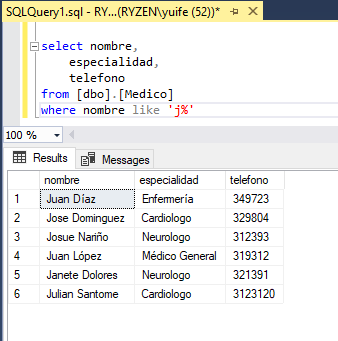 SQLQuery1.sql - RY...(RYZEN\yuife (52))*
select nombre,
especialidad,
telefono
from [dbo].[Medico]
where nombre like 'j%'
100 %
Results Messages
nombre especialidad telefono
1 Juan Díaz Enfermería 349723
2 Jose Dominguez Cardiologo 329804
3 Josue Nariño Neurologo 312393
4 Juan López Médico General 319312
5 Janete Dolores Neurologo 321391
6 Julian Santome Cardiologo 3123120